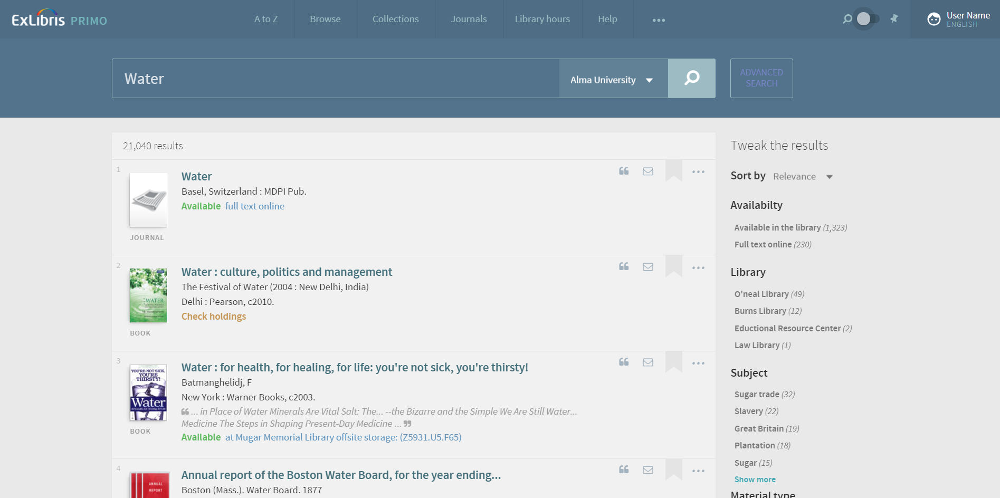 ExLibris PRIMO
A to Z
Browse
Collections
Journals
Library hours
Help
User Name
ENGLISH
Water
Alma University
ADVANCED
SEARCH
21,040 results
1
Water
Basel, Switzerland : MDPI Pub.
Available full text online
JOURNAL
2
WATER
Water : culture, politics and management
The Festival of Water (2004 : New Delhi, India)
Delhi : Pearson, c2010.
Check holdings
BOOK
3
YOU'RE NOT SICK,
YOU'RE
THIRSTY!
Water
for Health, for Healing, for Life
Water : for health, for healing, for life: you're not sick, you're thirsty!
Batmanghelidj, F
New York : Warner Books, c2003.
“ ... in Place of Water Minerals Are Vital Salt: The... --the Bizarre and the Simple We Are Still Water...
Medicine The Steps in Shaping Present-Day Medicine ... ”
Available at Mugar Memorial Library offsite storage: (Z5931.U5.F65)
BOOK
4
ANNUAL
REPORT
Annual report of the Boston Water Board, for the year ending...
Boston (Mass.). Water Board. 1877
Tweak the results
Sort by Relevance
Availabilty
Available in the library (1,323)
Full text online (230)
Library
O'neal Library (49)
Burns Library (12)
Eductional Resource Center (2)
Law Library (1)
Subject
Sugar trade (32)
Slavery (22)
Great Britain (19)
Plantation (18)
Sugar (15)
Show more
Material type